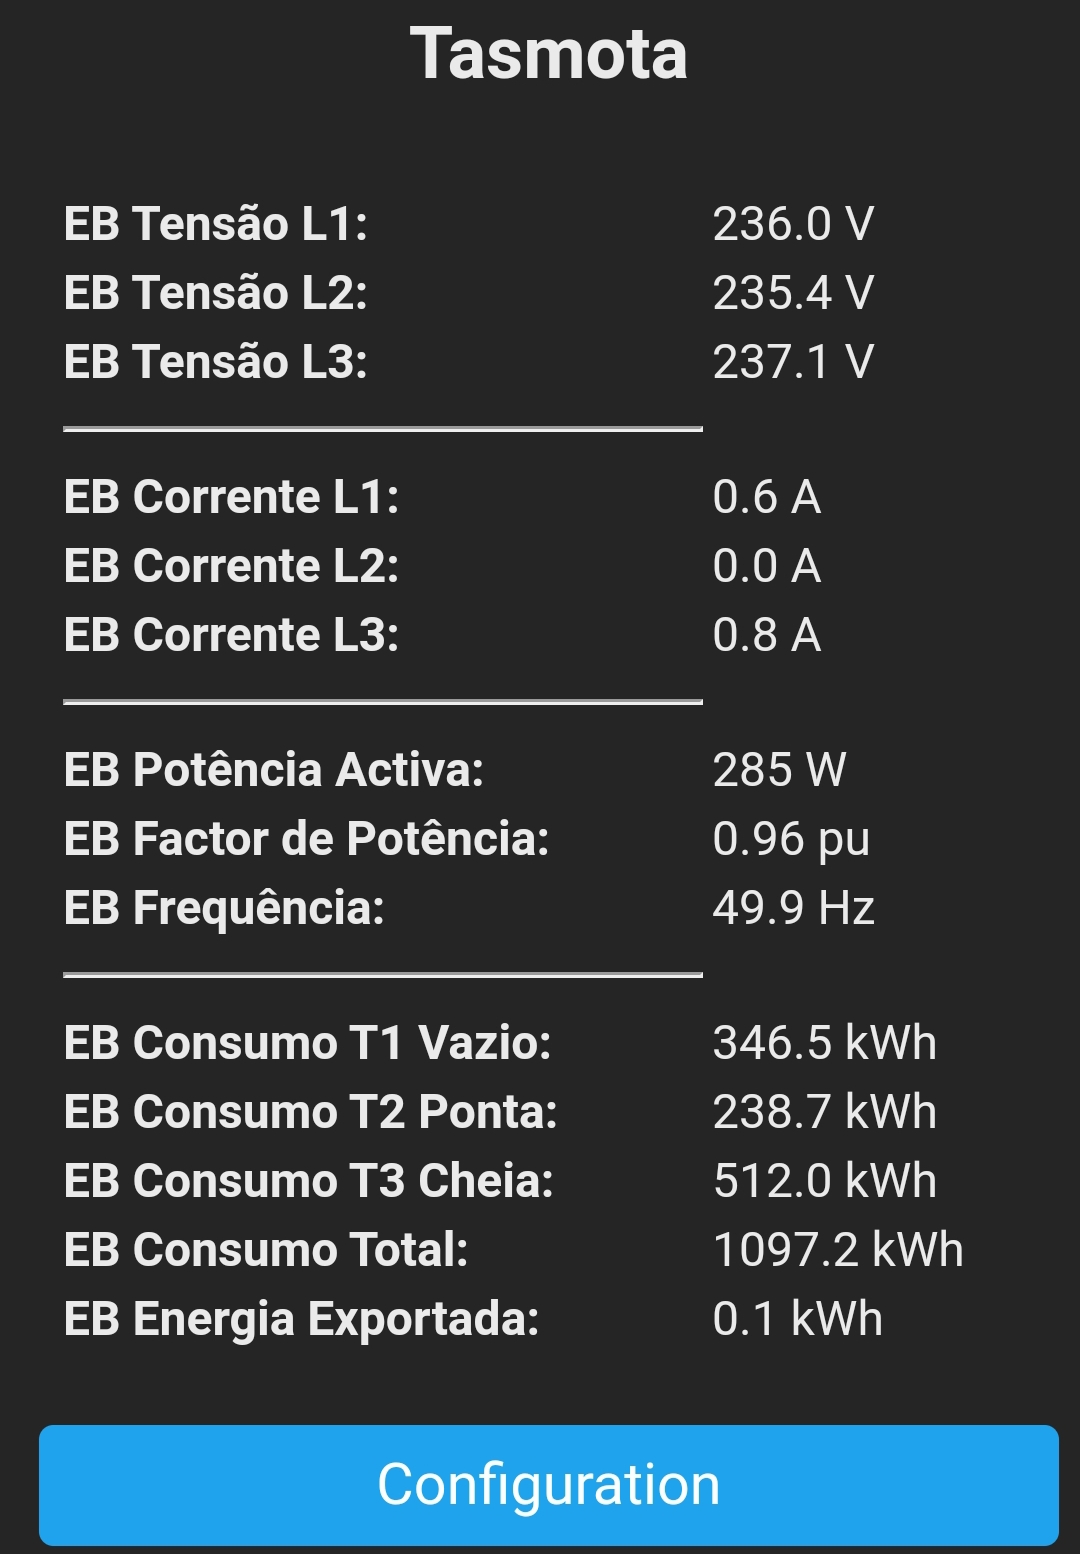 Tasmota
EB Tensão L1: 236.0 V
EB Tensão L2: 235.4 V
EB Tensão L3: 237.1 V
EB Corrente L1: 0.6 A
EB Corrente L2: 0.0 A
EB Corrente L3: 0.8 A
EB Potência Activa: 285 W
EB Factor de Potência: 0.96 pu
EB Frequência: 49.9 Hz
EB Consumo T1 Vazio: 346.5 kWh
EB Consumo T2 Ponta: 238.7 kWh
EB Consumo T3 Cheia: 512.0 kWh
EB Consumo Total: 1097.2 kWh
EB Energia Exportada: 0.1 kWh
Configuration